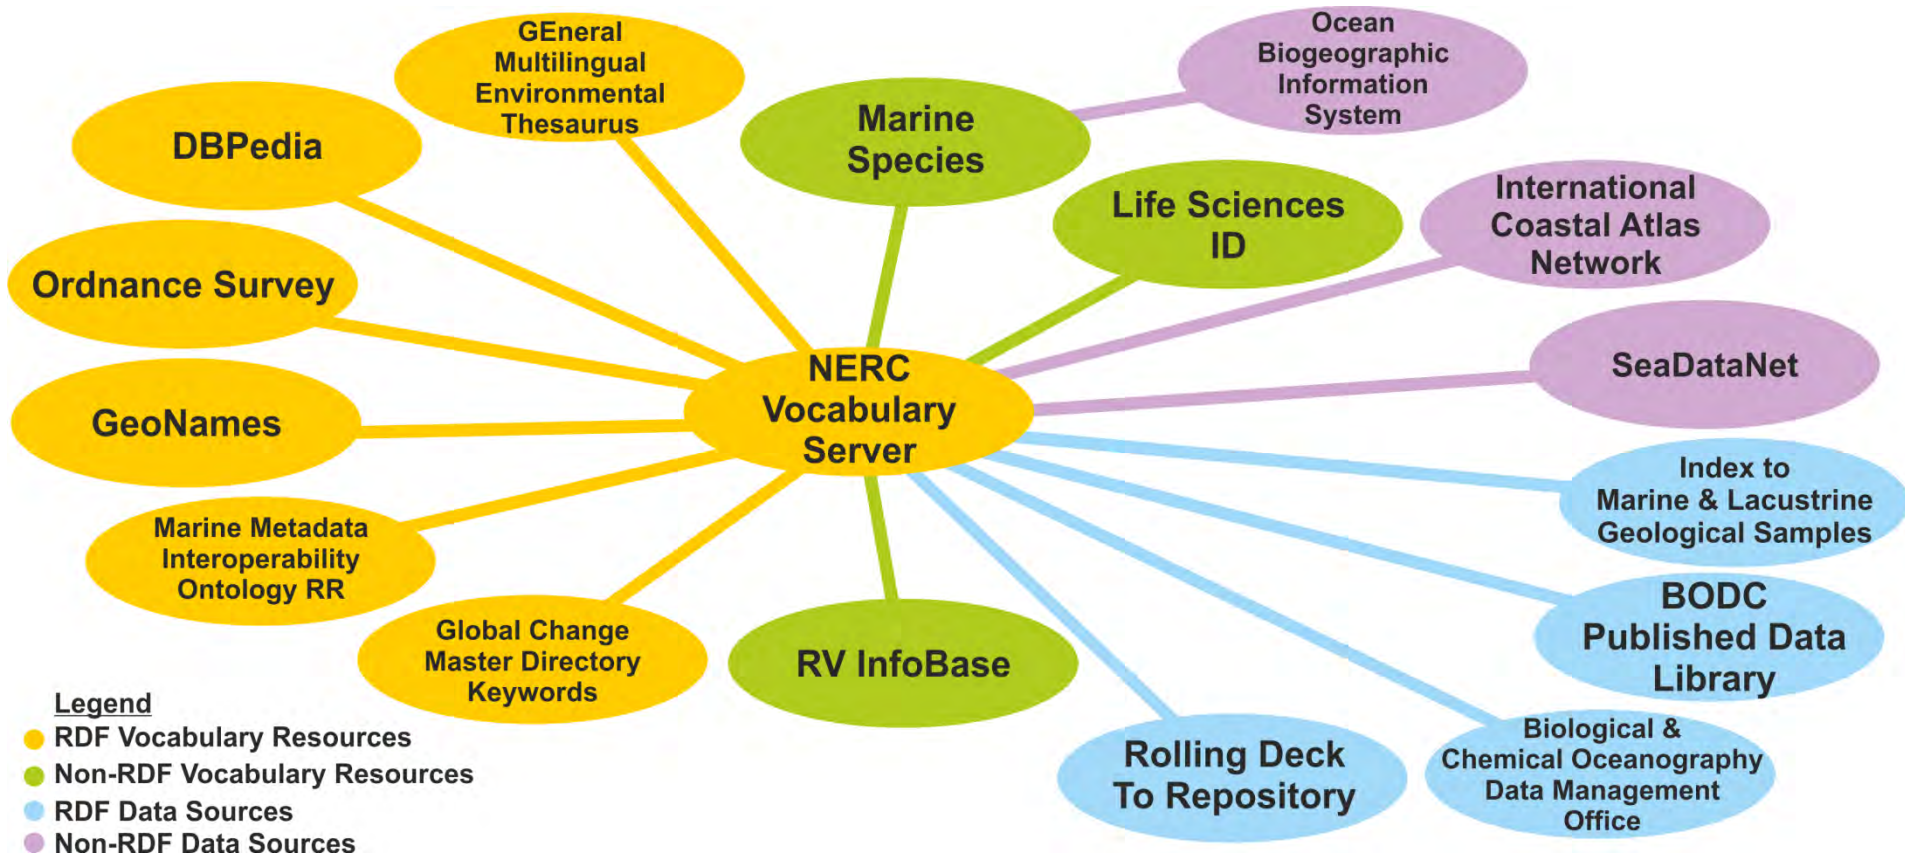 GEneral
Multilingual
Environmental
Thesaurus
DBPedia
Ordnance Survey
GeoNames
Marine Metadata
Interoperability
Ontology RR
Global Change
Master Directory
Keywords
Marine
Species
Ocean
Biogeographic
Information
System
Life Sciences
ID
International
Coastal Atlas
Network
SeaDataNet
NERC
Vocabulary
Server
Index to
Marine & Lacustrine
Geological Samples
BODC
Published Data
Library
Biological &
Chemical Oceanography
Data Management
Office
Rolling Deck
To Repository
RV InfoBase
Legend
RDF Vocabulary Resources
Non-RDF Vocabulary Resources
RDF Data Sources
Non-RDF Data Sources